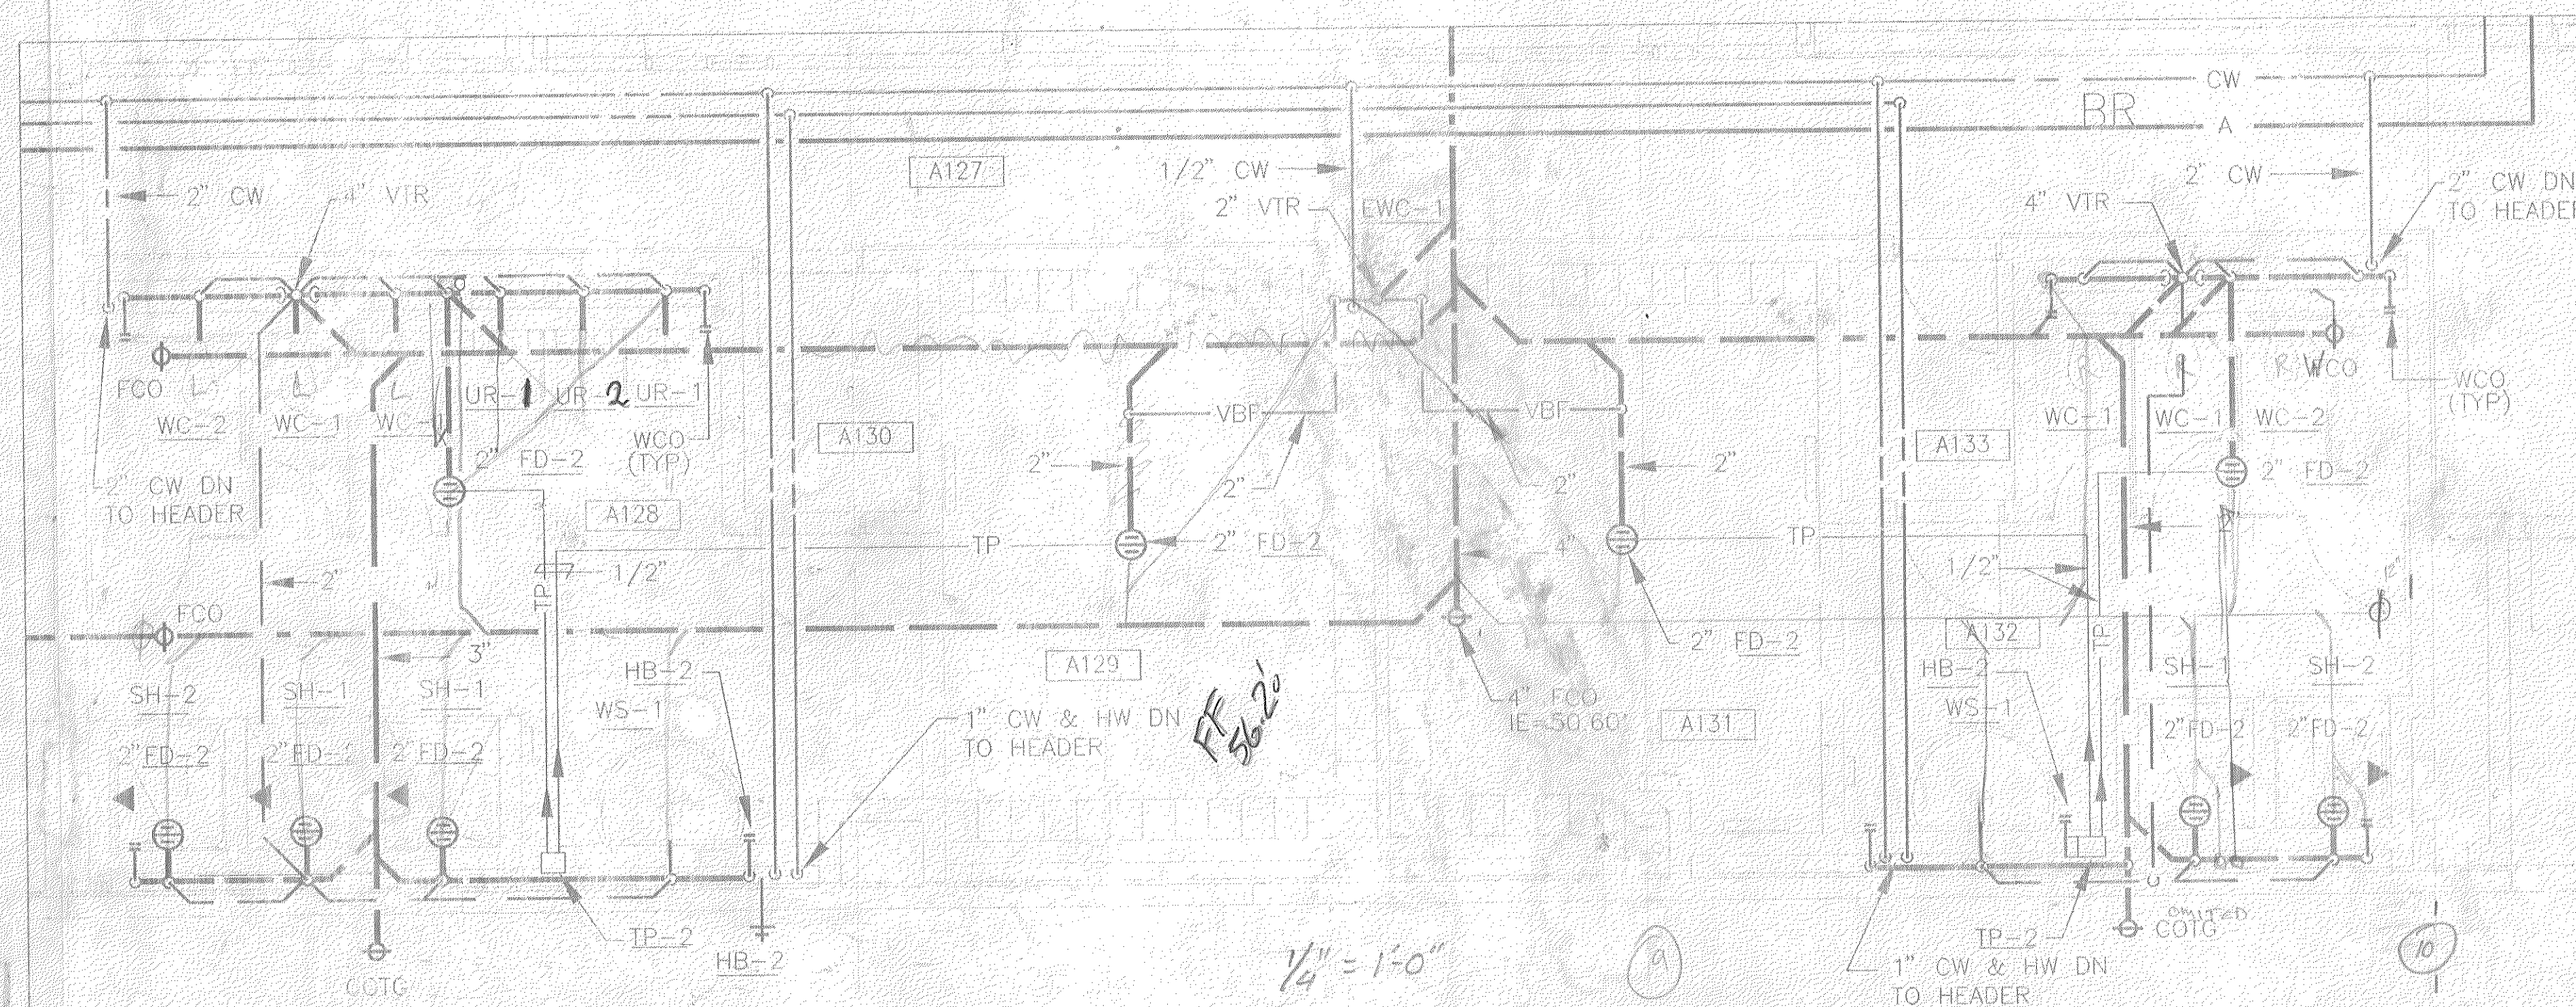 CW
BR
A
A127
1/2" CW
2" CW
4" VTR
2" VTR
EWC-1
4" VTR
2" CW
2" CW DN
TO HEADER
FCO
WC-2
WC-1
WC-1
UR-1
UR-2
UR-1
WCO
(TYP)
2" FD-2
A130
VBF
VBF
A133
WC-1
WC-1
WC-2
WCO
WCO
(TYP)
2" CW DN
TO HEADER
A128
2"
2"
2"
2"
2" FD-2
TP
2" FD-2
4"
TP
1/2"
TP
2"
2"
1/2"
12"
FCO
3"
SH-2
SH-1
SH-1
WS-1
HB-2
A129
2" FD-2
A132
TP
HB-2
WS-1
SH-1
SH-2
2" FD-2
2" FD-2
2" FD-2
1" CW & HW DN
TO HEADER
FF
56.2'
4" FCO
IE=50.60'
A131
2" FD-2
2" FD-2
TP-2
HB-2
COTG
1/4" = 1'-0"
9
TP-2
OMITED
COTG
10
1" CW & HW DN
TO HEADER